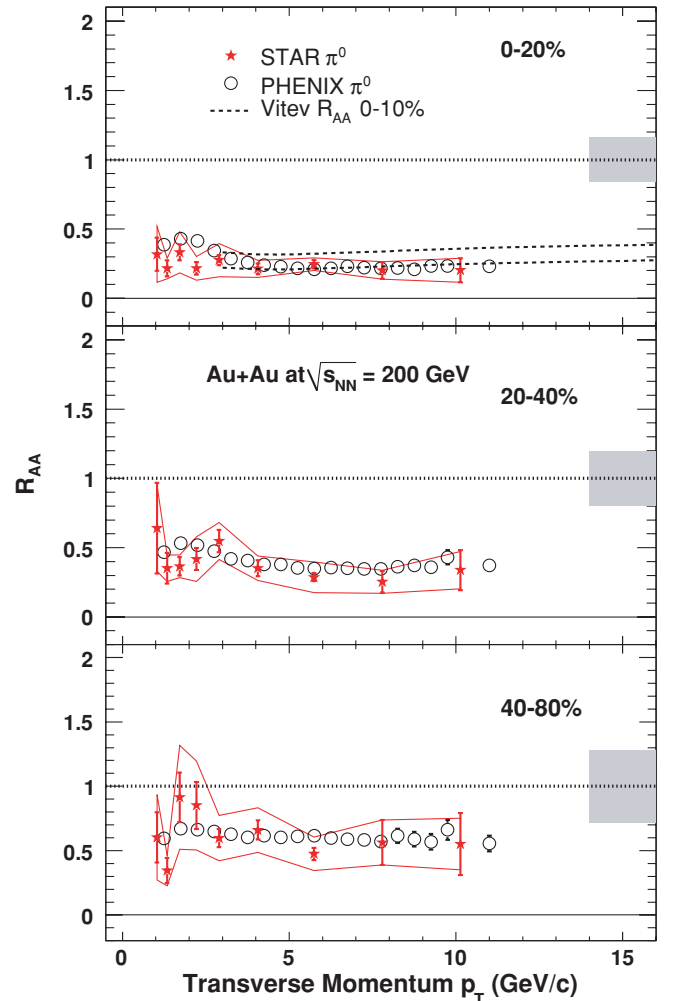 2
0-20%
STAR π⁰
PHENIX π⁰
1.5
Vitev R_AA 0-10%
1
0.5
0
2
Au+Au at √s_NN = 200 GeV
20-40%
1.5
R_AA
1
0.5
0
2
40-80%
1.5
1
0.5
0
0 5 10 15
Transverse Momentum p_T (GeV/c)